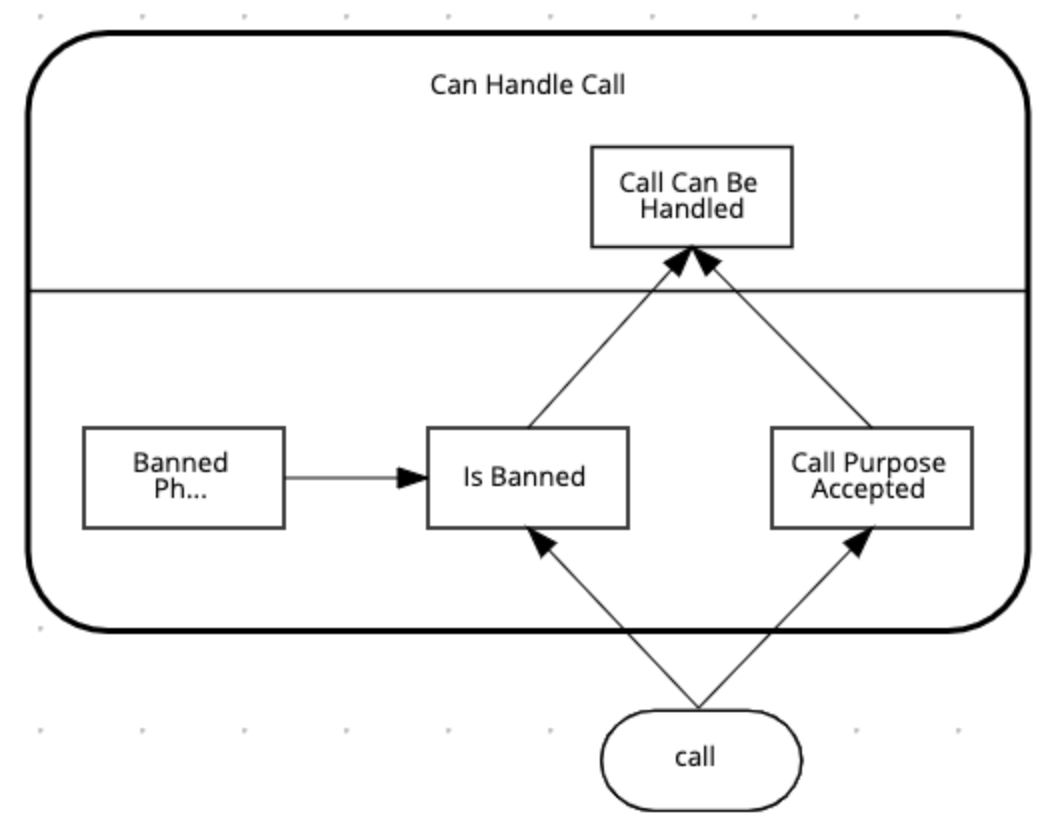 Can Handle Call
Call Can Be
Handled
Banned
Ph...
Is Banned
Call Purpose
Accepted
call